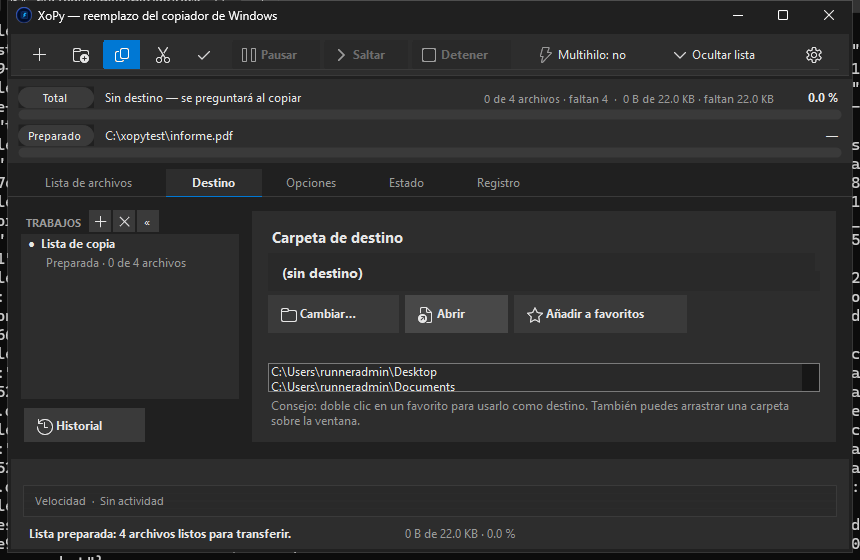 XoPy — reemplazo del copiador de Windows
Pausar
Saltar
Detener
Multihilo: no
Ocultar lista
Total
Sin destino — se preguntará al copiar
0 de 4 archivos · faltan 4 · 0 B de 22.0 KB · faltan 22.0 KB
0.0 %
Preparado
C:\xopytest\informe.pdf
—
Lista de archivos
Destino
Opciones
Estado
Registro
TRABAJOS
Lista de copia
Preparada · 0 de 4 archivos
Historial
Carpeta de destino
(sin destino)
Cambiar...
Abrir
Añadir a favoritos
C:\Users\runneradmin\Desktop
C:\Users\runneradmin\Documents
Consejo: doble clic en un favorito para usarlo como destino. También puedes arrastrar una carpeta
sobre la ventana.
Velocidad · Sin actividad
Lista preparada: 4 archivos listos para transferir.
0 B de 22.0 KB · 0.0 %